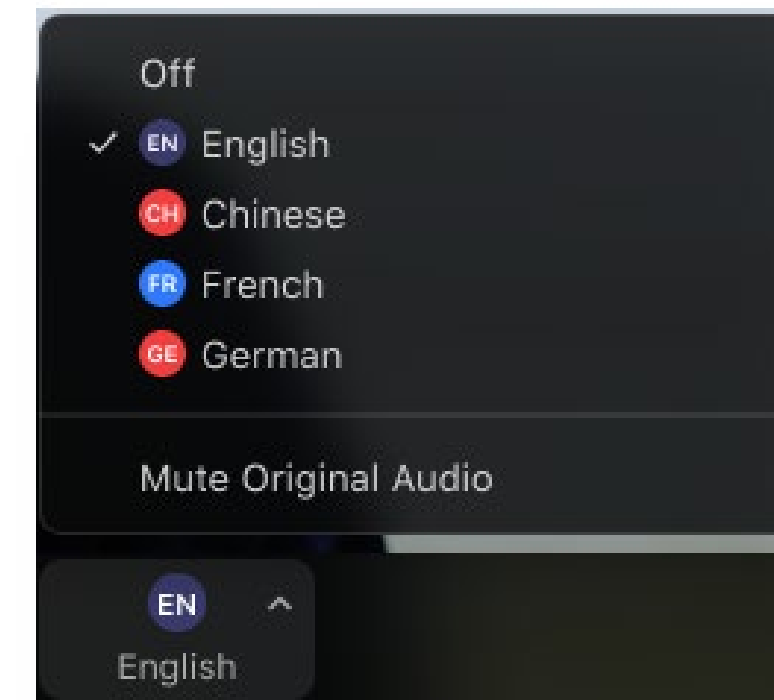 Off
EN English
CH Chinese
FR French
GE German
Mute Original Audio
EN
English